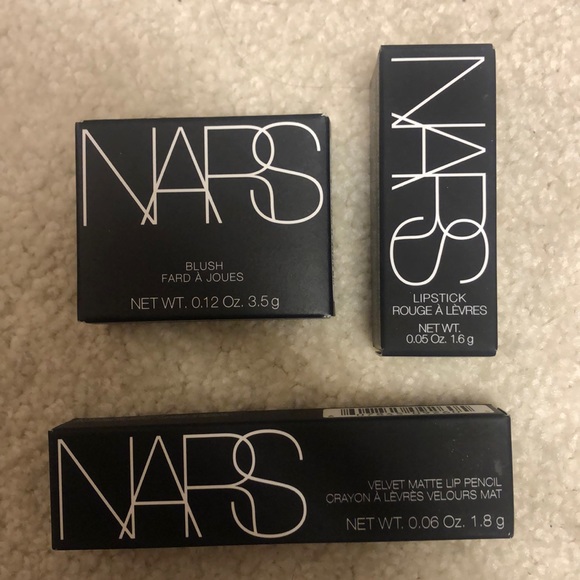 NARS
BLUSH
FARD À JOUES
NET WT. 0.12 Oz. 3.5 g
NARS
LIPSTICK
ROUGE À LÈVRES
NET WT.
0.05 Oz. 1.6 g
NARS
VELVET MATTE LIP PENCIL
CRAYON À LÈVRES VELOURS MAT
NET WT. 0.06 Oz. 1.8 g